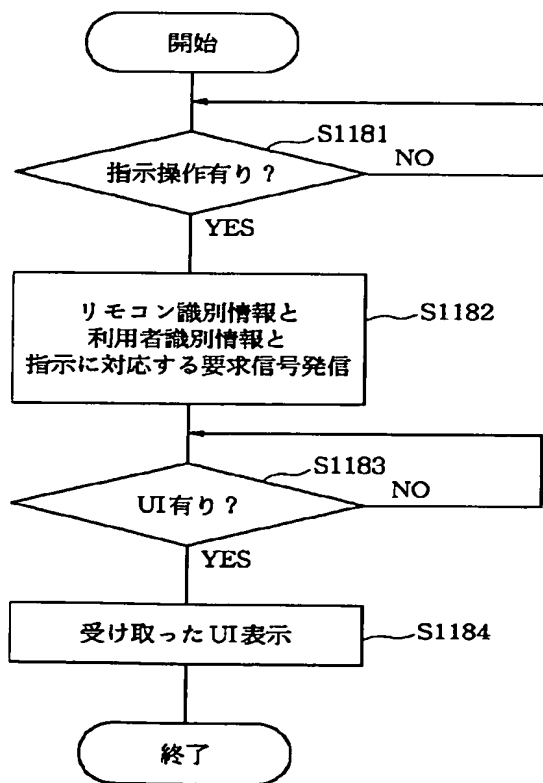 開始
S1181
指示操作有り？
NO
YES
リモコン識別情報と
利用者識別情報と
指示に対応する要求信号発信
S1182
S1183
UI有り？
NO
YES
受け取ったUI表示
S1184
終了